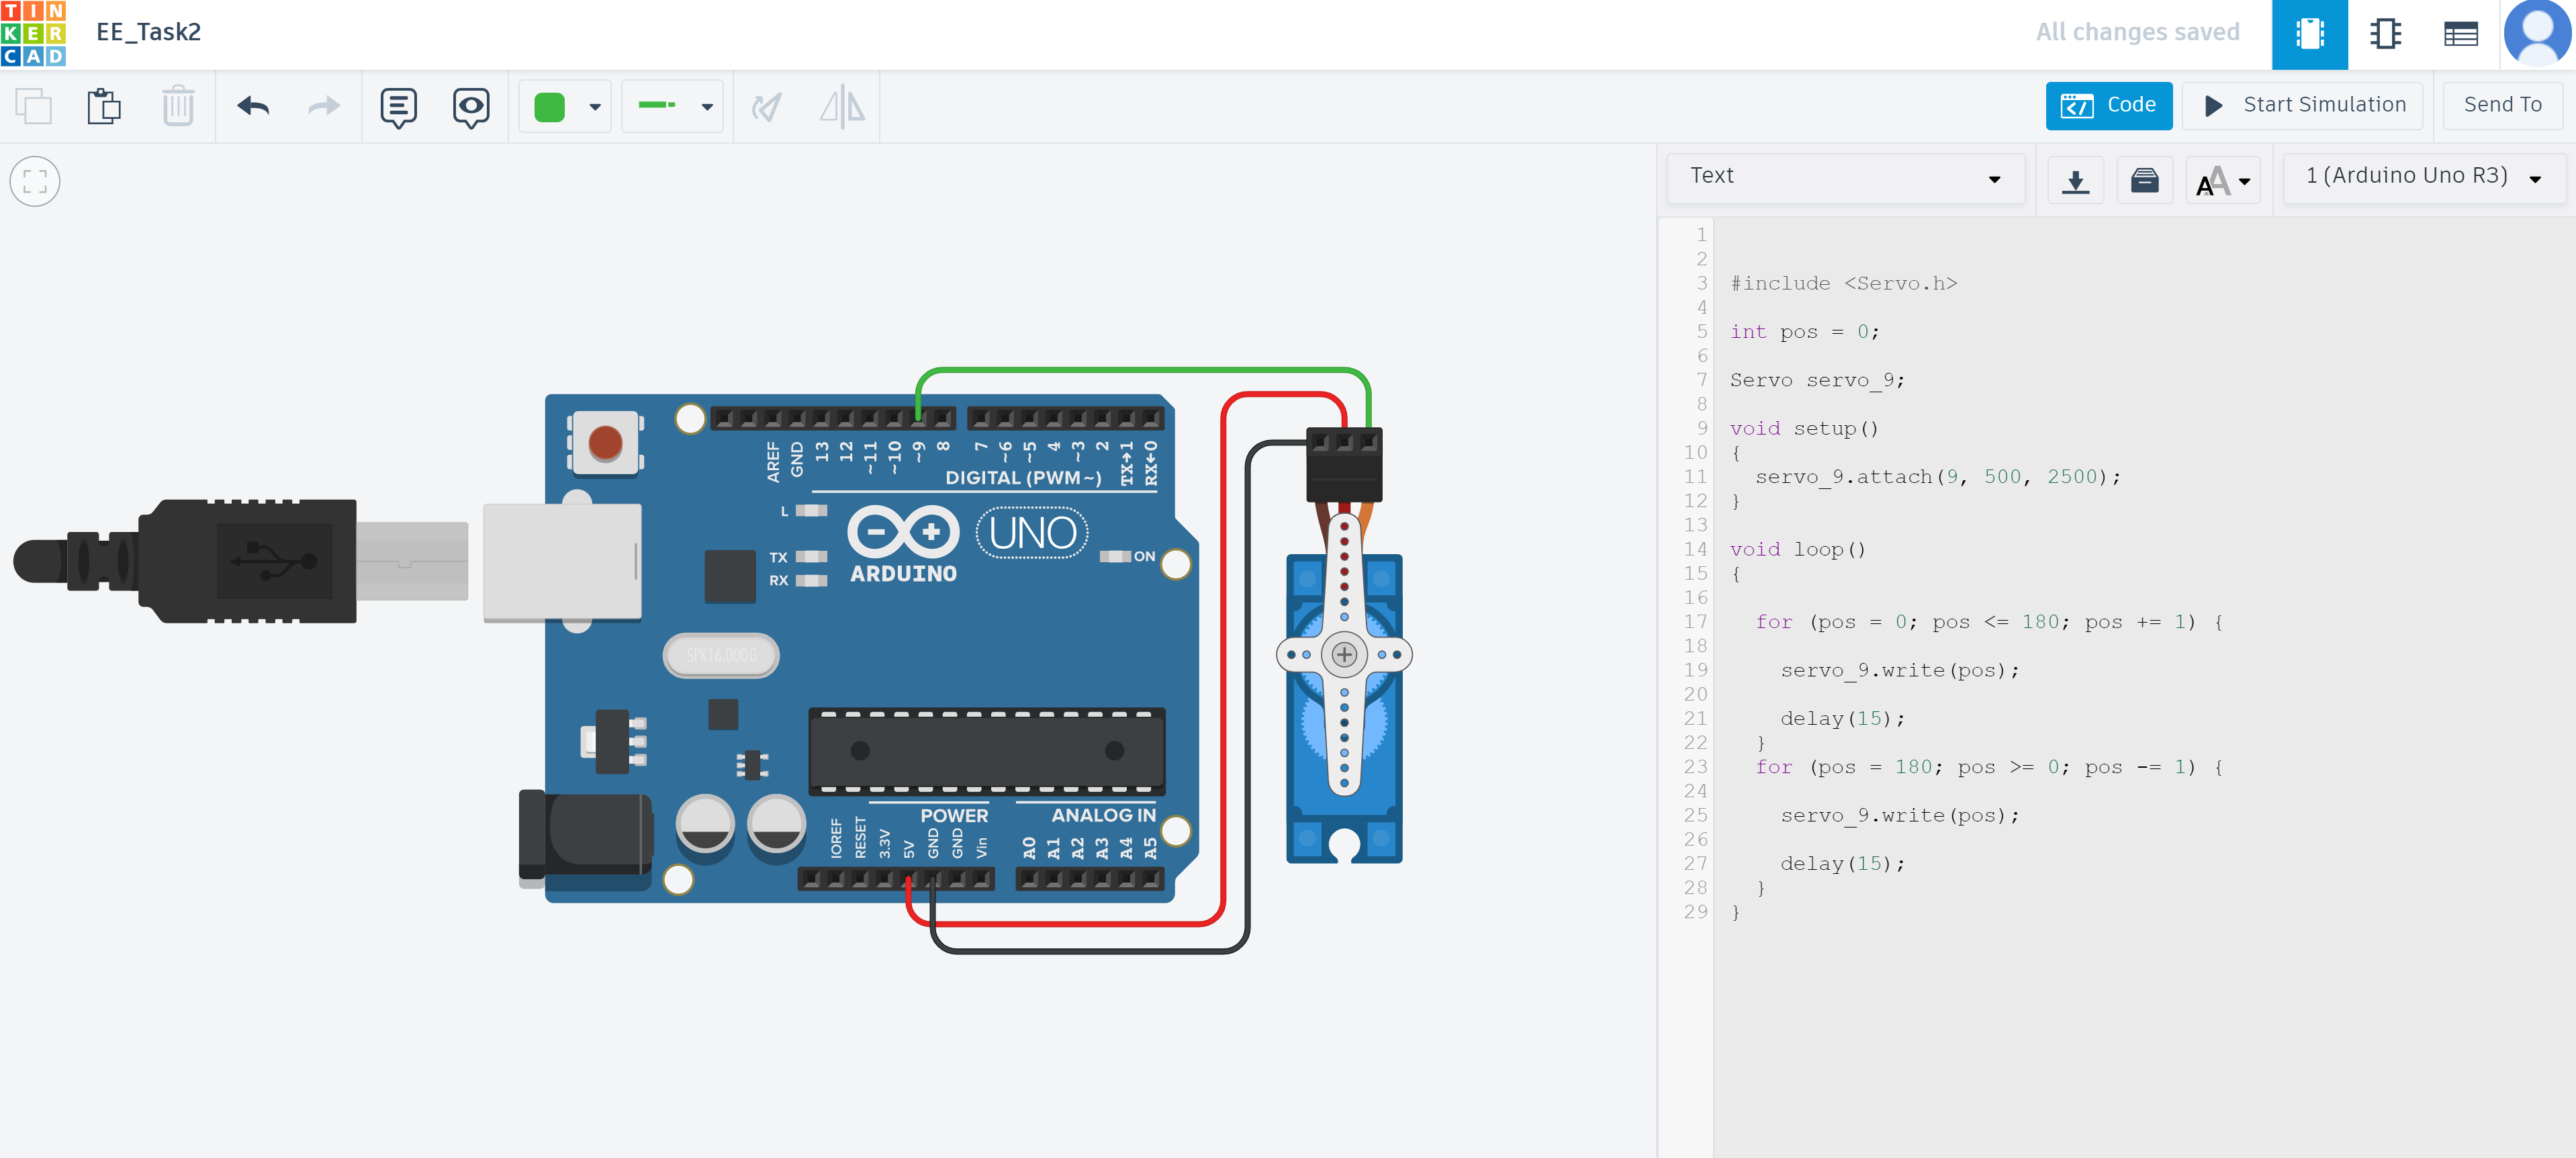 TIN
KER
CAD
EE_Task2
All changes saved
Code
Start Simulation
Send To
Text
1 (Arduino Uno R3)
AREF
GND
13
12
~11
~10
~9
8
7
~6
~5
4
~3
2
TX→1
RX←0
DIGITAL (PWM~)
L
TX
RX
ARDUINO
UNO
ON
SPK16.000G
POWER
ANALOG IN
IOREF
RESET
3.3V
5V
GND
GND
Vin
A0
A1
A2
A3
A4
A5
1
2
3 #include <Servo.h>
4
5 int pos = 0;
6
7 Servo servo_9;
8
9 void setup()
10 {
11 servo_9.attach(9, 500, 2500);
12 }
13
14 void loop()
15 {
16
17 for (pos = 0; pos <= 180; pos += 1) {
18
19 servo_9.write(pos);
20
21 delay(15);
22 }
23 for (pos = 180; pos >= 0; pos -= 1) {
24
25 servo_9.write(pos);
26
27 delay(15);
28 }
29 }